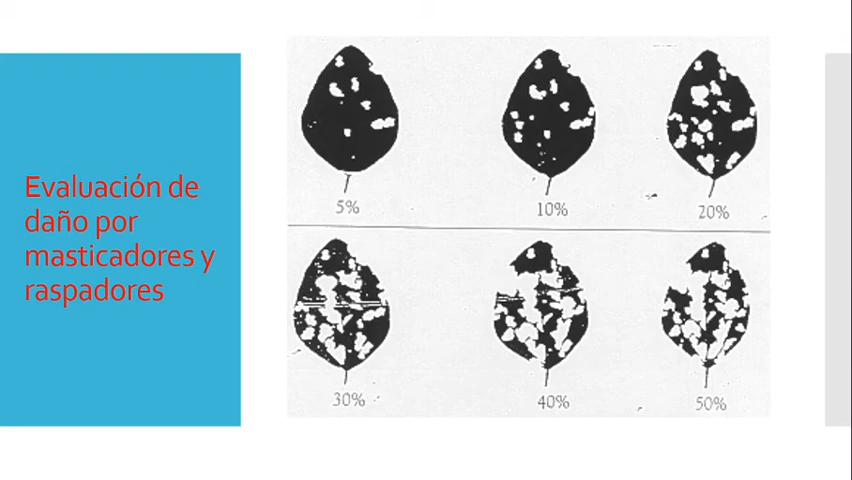 Evaluación de
daño por
masticadores y
raspadores
5%
10%
20%
30%
40%
50%